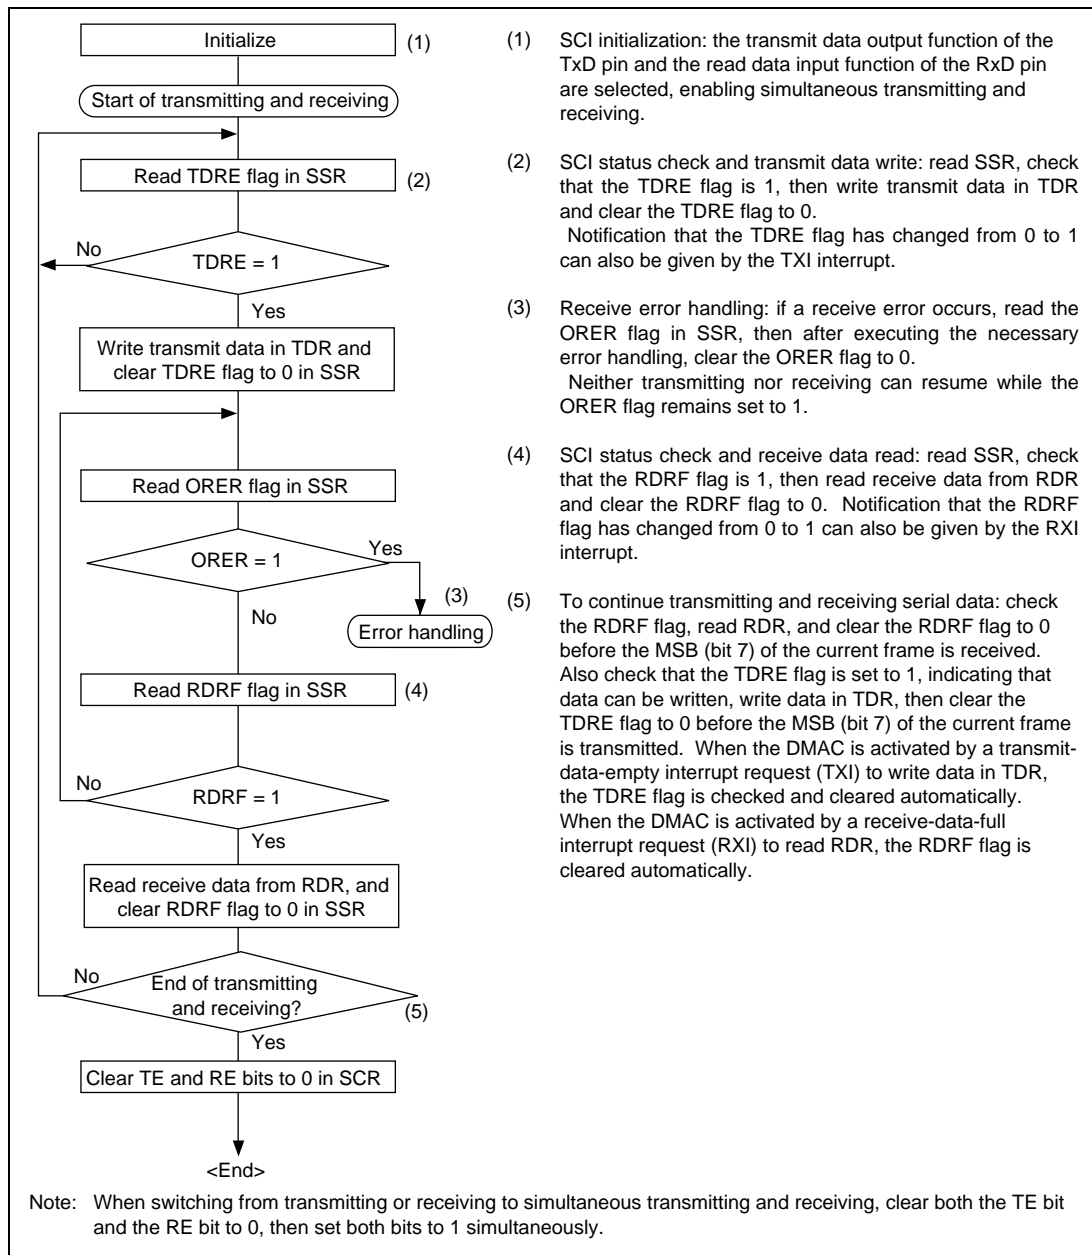 Initialize
(1)
Start of transmitting and receiving
Read TDRE flag in SSR
(2)
No
TDRE = 1
Yes
Write transmit data in TDR and
clear TDRE flag to 0 in SSR
Read ORER flag in SSR
Yes
ORER = 1
(3)
No
Error handling
Read RDRF flag in SSR
(4)
No
RDRF = 1
Yes
Read receive data from RDR, and
clear RDRF flag to 0 in SSR
No
End of transmitting
and receiving?
(5)
Yes
Clear TE and RE bits to 0 in SCR
<End>
(1) SCI initialization: the transmit data output function of the
TxD pin and the read data input function of the RxD pin
are selected, enabling simultaneous transmitting and
receiving.
(2) SCI status check and transmit data write: read SSR, check
that the TDRE flag is 1, then write transmit data in TDR
and clear the TDRE flag to 0.
Notification that the TDRE flag has changed from 0 to 1
can also be given by the TXI interrupt.
(3) Receive error handling: if a receive error occurs, read the
ORER flag in SSR, then after executing the necessary
error handling, clear the ORER flag to 0.
Neither transmitting nor receiving can resume while the
ORER flag remains set to 1.
(4) SCI status check and receive data read: read SSR, check
that the RDRF flag is 1, then read receive data from RDR
and clear the RDRF flag to 0. Notification that the RDRF
flag has changed from 0 to 1 can also be given by the RXI
interrupt.
(5) To continue transmitting and receiving serial data: check
the RDRF flag, read RDR, and clear the RDRF flag to 0
before the MSB (bit 7) of the current frame is received.
Also check that the TDRE flag is set to 1, indicating that
data can be written, write data in TDR, then clear the
TDRE flag to 0 before the MSB (bit 7) of the current frame
is transmitted. When the DMAC is activated by a transmit-
data-empty interrupt request (TXI) to write data in TDR,
the TDRE flag is checked and cleared automatically.
When the DMAC is activated by a receive-data-full
interrupt request (RXI) to read RDR, the RDRF flag is
cleared automatically.
Note: When switching from transmitting or receiving to simultaneous transmitting and receiving, clear both the TE bit
and the RE bit to 0, then set both bits to 1 simultaneously.